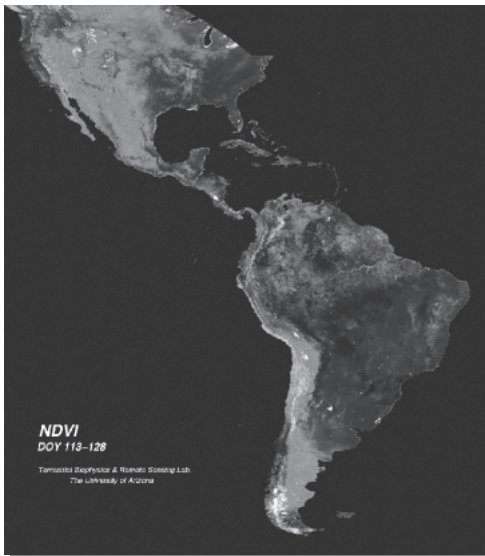 NDVI
DOY 113–128
Terrestrial Biophysics & Remote Sensing Lab.
The University of Arizona